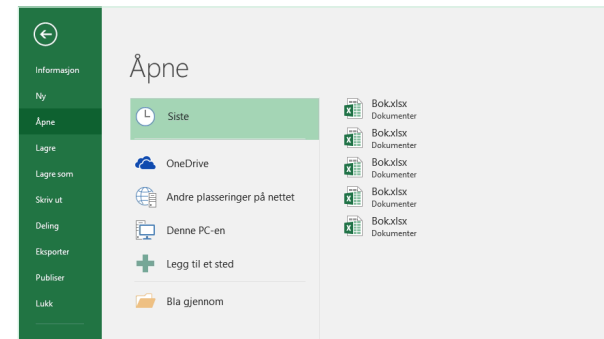 Informasjon
Ny
Åpne
Lagre
Lagre som
Skriv ut
Deling
Eksporter
Publiser
Lukk
Åpne
Siste
OneDrive
Andre plasseringer på nettet
Denne PC-en
Legg til et sted
Bla gjennom
Bok.xlsx
Dokumenter
Bok.xlsx
Dokumenter
Bok.xlsx
Dokumenter
Bok.xlsx
Dokumenter
Bok.xlsx
Dokumenter